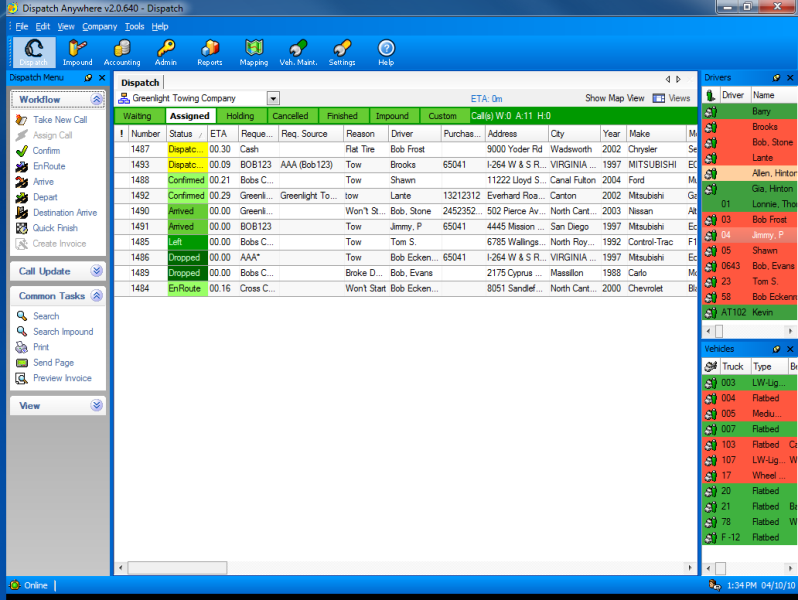 Dispatch Anywhere v2.0.640 - Dispatch
File Edit View Company Tools Help
Dispatch Impound Accounting Admin Reports Mapping Veh. Maint. Settings Help
Dispatch Menu
Workflow
Take New Call
Assign Call
Confirm
EnRoute
Arrive
Depart
Destination Arrive
Quick Finish
Create Invoice
Call Update
Common Tasks
Search
Search Impound
Print
Send Page
Preview Invoice
View
Dispatch
Greenlight Towing Company ETA: 0m Show Map View Views
Waiting Assigned Holding Cancelled Finished Impound Custom Call(s) W:0 A:11 H:0
! Number Status / ETA Reque... Req. Source Reason Driver Purchas... Address City Year Make
1487 Dispatc... 00.30 Cash Flat Tire Bob Frost 9000 Yoder Rd Wadsworth 2002 Chrysler Se
1493 Dispatc... 00.09 BOB123 AAA (Bob123) Tow Brooks 65041 I-264 W & S R... VIRGINIA ... 1997 MITSUBISHI
1488 Confirmed 00.21 Bobs C... Tow Shawn 11222 Lloyd S... Canal Fulton 2004 Ford
1492 Confirmed 00.29 Greenli... Greenlight To... tow Lante 13212312 Everhard Roa... Canton 2002 Mitsubishi Ga
1490 Arrived 00.00 Greenli... Won't St... Bob, Stone 2452352... 502 Pierce Av... North Cant... 2003 Nissan Alt
1491 Arrived 00.00 BOB123 Tow Jimmy, P 65041 4445 Mission ... San Diego 1997 Mitsubishi
1485 Left 00.00 Bobs C... Tow Tom S. 6785 Wallings... North Roy... 1992 Control-Trac F1
1486 Dropped 00.00 AAA* Tow Bob Ecken... 65041 I-264 W & S R... VIRGINIA ... 1997 Mitsubishi
1489 Dropped 00.00 Bobs C... Broke D... Bob, Evans 2175 Cyprus ... Massillon 1988 Carlo Mo
1484 EnRoute 00.16 Cross C... Won't Start Bob Ecken... 8051 Sandlef... North Cant... 2000 Chevrolet
Drivers
Driver Name
Barry
Brooks
Bob, Stone
Lante
Allen, Hinton
Gia, Hinton
01 Lonnie, Tho
03 Bob Frost
04 Jimmy, P
05 Shawn
0643 Bob, Evans
23 Tom S.
58 Bob Eckenr
AT102 Kevin
Vehicles
Truck Type
003 LW-Lig...
004 Flatbed
005 Mediu...
007 Flatbed
103 Flatbed Ca
107 LW-Lig... W
17 Wheel ...
20 Flatbed
21 Flatbed Ba
78 Flatbed W
F-12 Flatbed
Online 1:34 PM 04/10/10